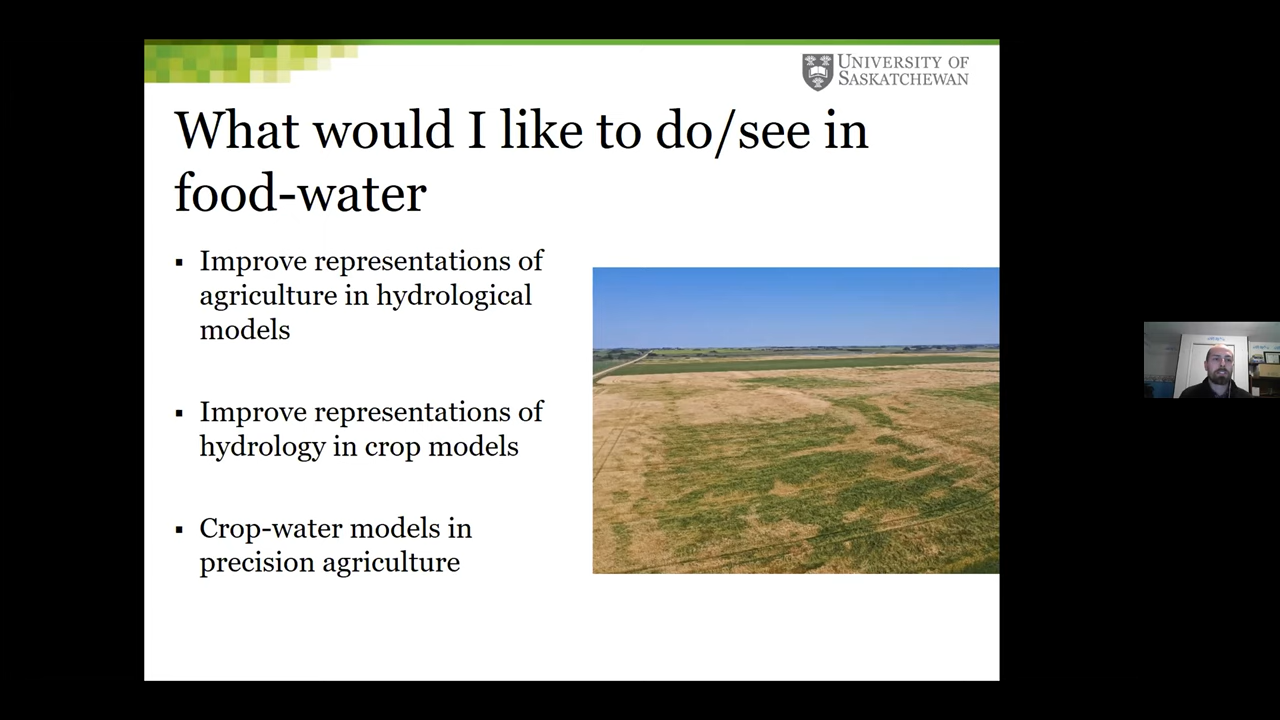 UNIVERSITY OF
SASKATCHEWAN
What would I like to do/see in
food-water
▪ Improve representations of
agriculture in hydrological
models
▪ Improve representations of
hydrology in crop models
▪ Crop-water models in
precision agriculture